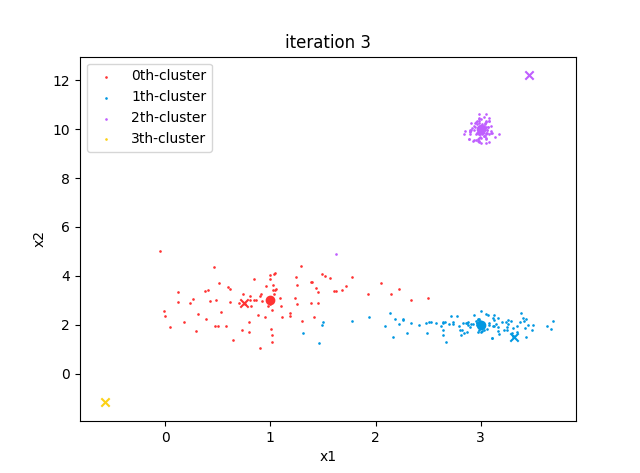 iteration 3
0th-cluster
1th-cluster
2th-cluster
3th-cluster
12
10
8
6
4
2
0
x2
0
1
2
3
x1